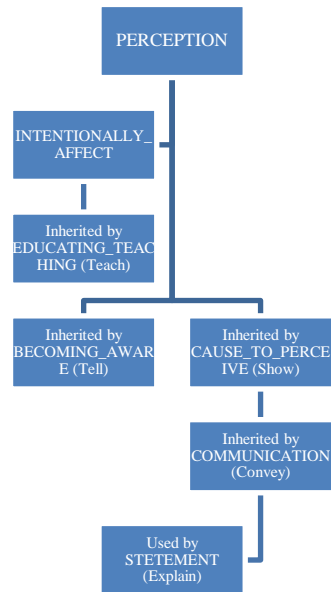 PERCEPTION
INTENTIONALLY_
AFFECT
Inherited by
EDUCATING_TEAC
HING (Teach)
Inherited by
BECOMING_AWAR
E (Tell)
Inherited by
CAUSE_TO_PERCE
IVE (Show)
Inherited by
COMMUNICATION
(Convey)
Used by
STETEMENT
(Explain)